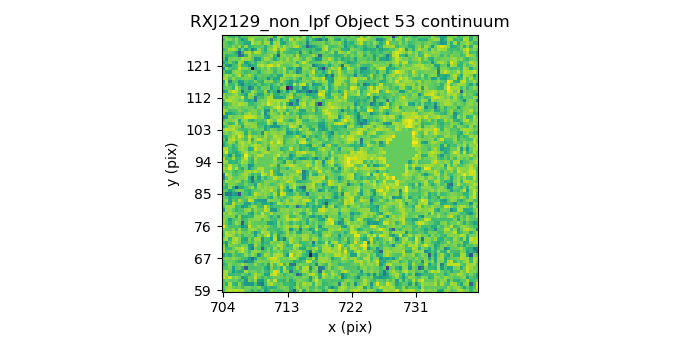 RXJ2129_non_lpf Object 53 continuum
121
112
103
94
85
76
67
59
y (pix)
704 713 722 731
x (pix)